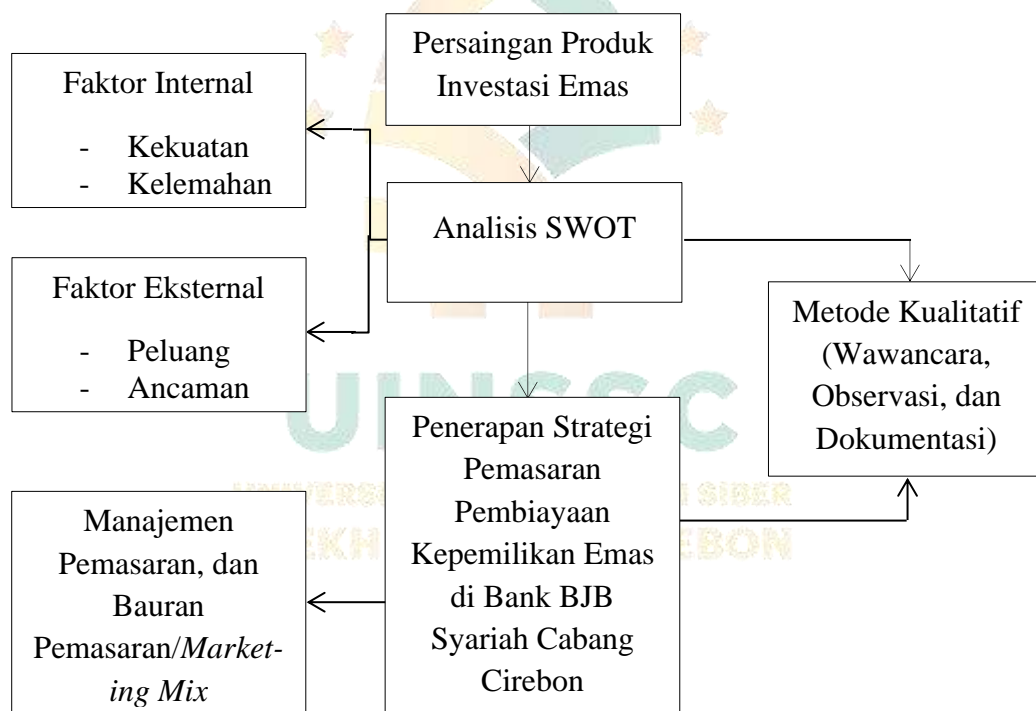 Persaingan Produk
Investasi Emas
Faktor Internal
- Kekuatan
- Kelemahan
Analisis SWOT
Faktor Eksternal
- Peluang
- Ancaman
Metode Kualitatif
(Wawancara,
Observasi, dan
Dokumentasi)
Penerapan Strategi
Pemasaran
Pembiayaan
Kepemilikan Emas
di Bank BJB
Syariah Cabang
Cirebon
Manajemen
Pemasaran, dan
Bauran
Pemasaran/Market-
ing Mix
UINSSC
SIBER